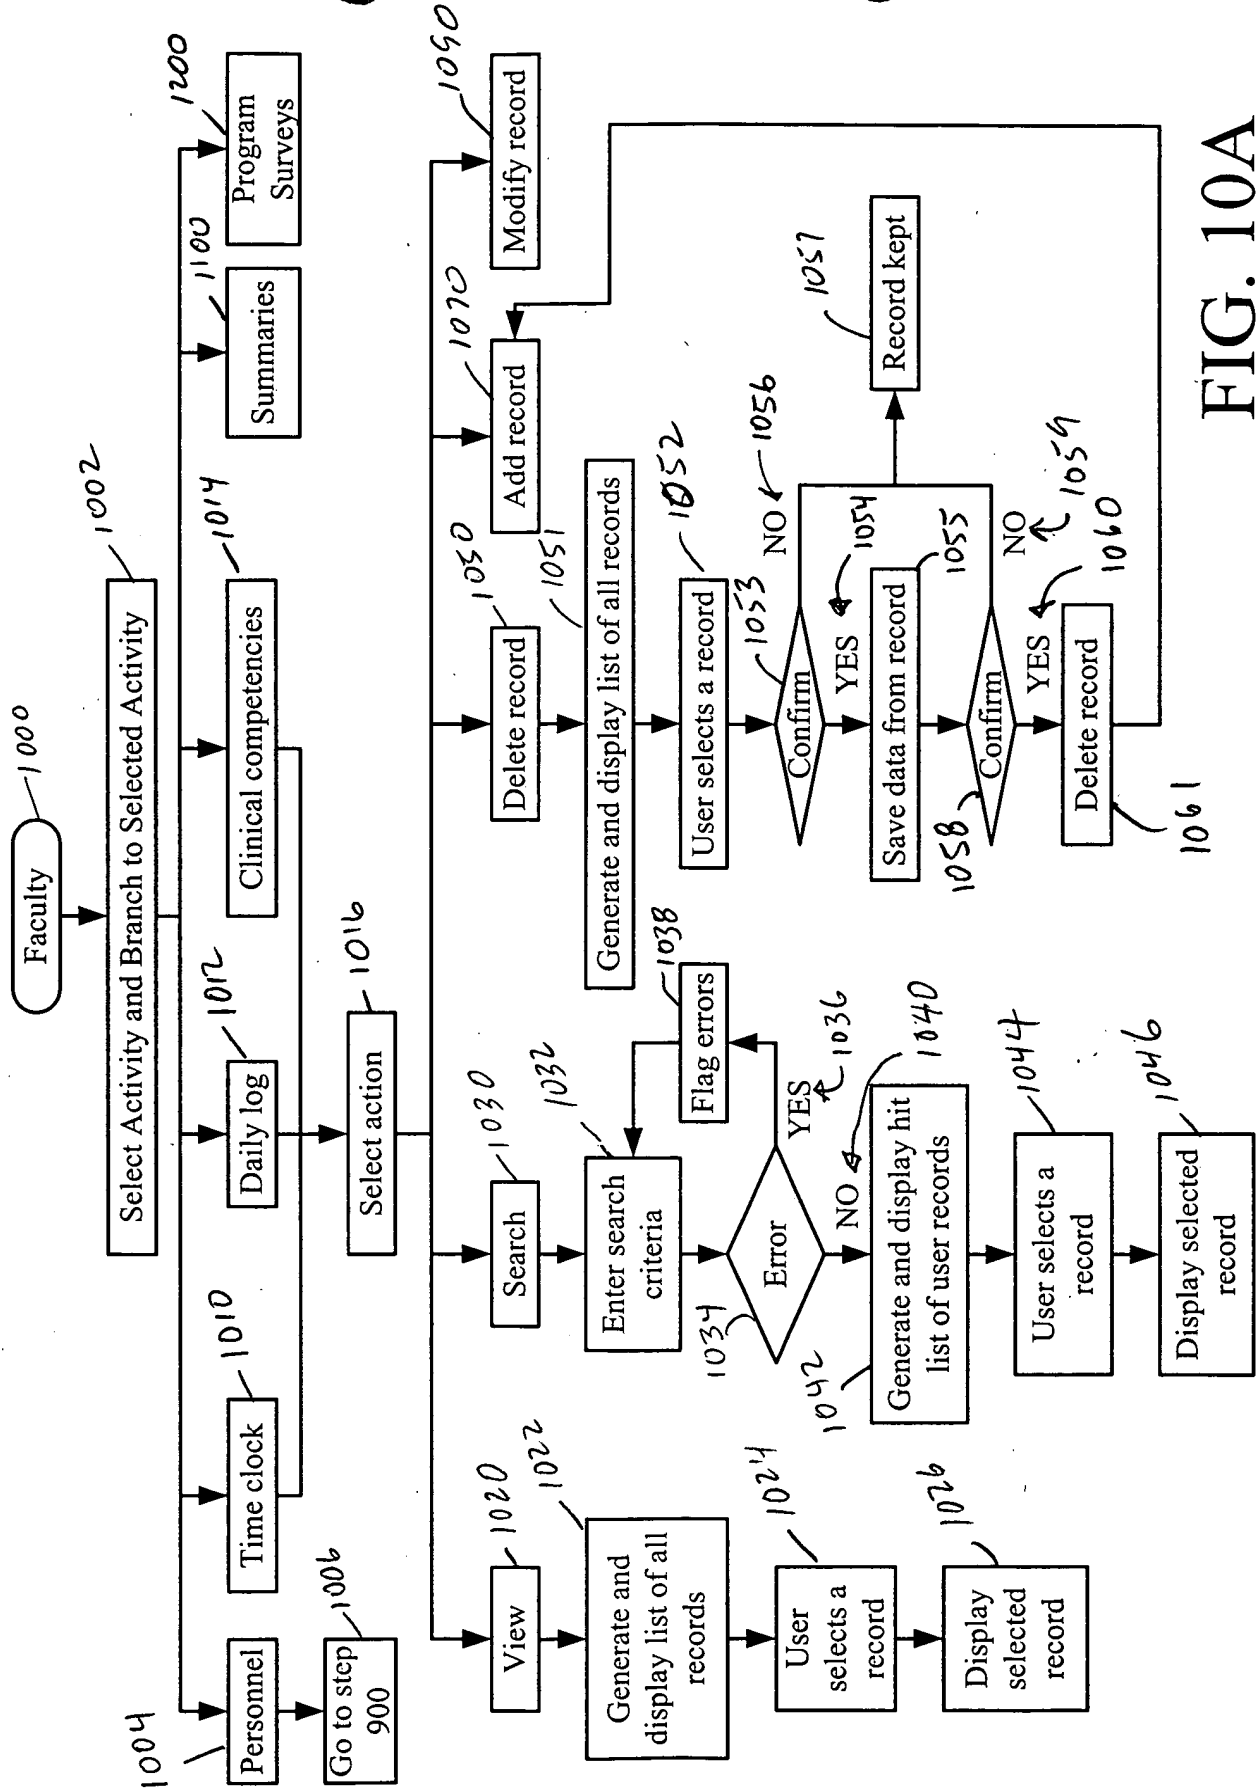 Faculty
1000
Select Activity and Branch to Selected Activity
1002
1004
Personnel
Go to step
900
1006
Time clock
1010
Daily log
1012
Clinical competencies
1014
Summaries
1100
Program
Surveys
1200
Select action
1016
View
1020
Generate and
display list of all
records
1022
User
selects a
record
1024
Display
selected
record
1026
Search
1030
Enter search
criteria
1032
Error
1034
YES
1036
Flag errors
1038
NO
1040
Generate and display hit
list of user records
1042
User selects a
record
1044
Display selected
record
1046
Delete record
1050
Generate and display list of all records
1051
User selects a record
1052
Confirm
1053
YES
1054
NO
1056
Save data from record
1055
Record kept
1057
Confirm
1058
NO
1059
YES
1060
Delete record
1061
Add record
1070
Modify record
1090
FIG. 10A